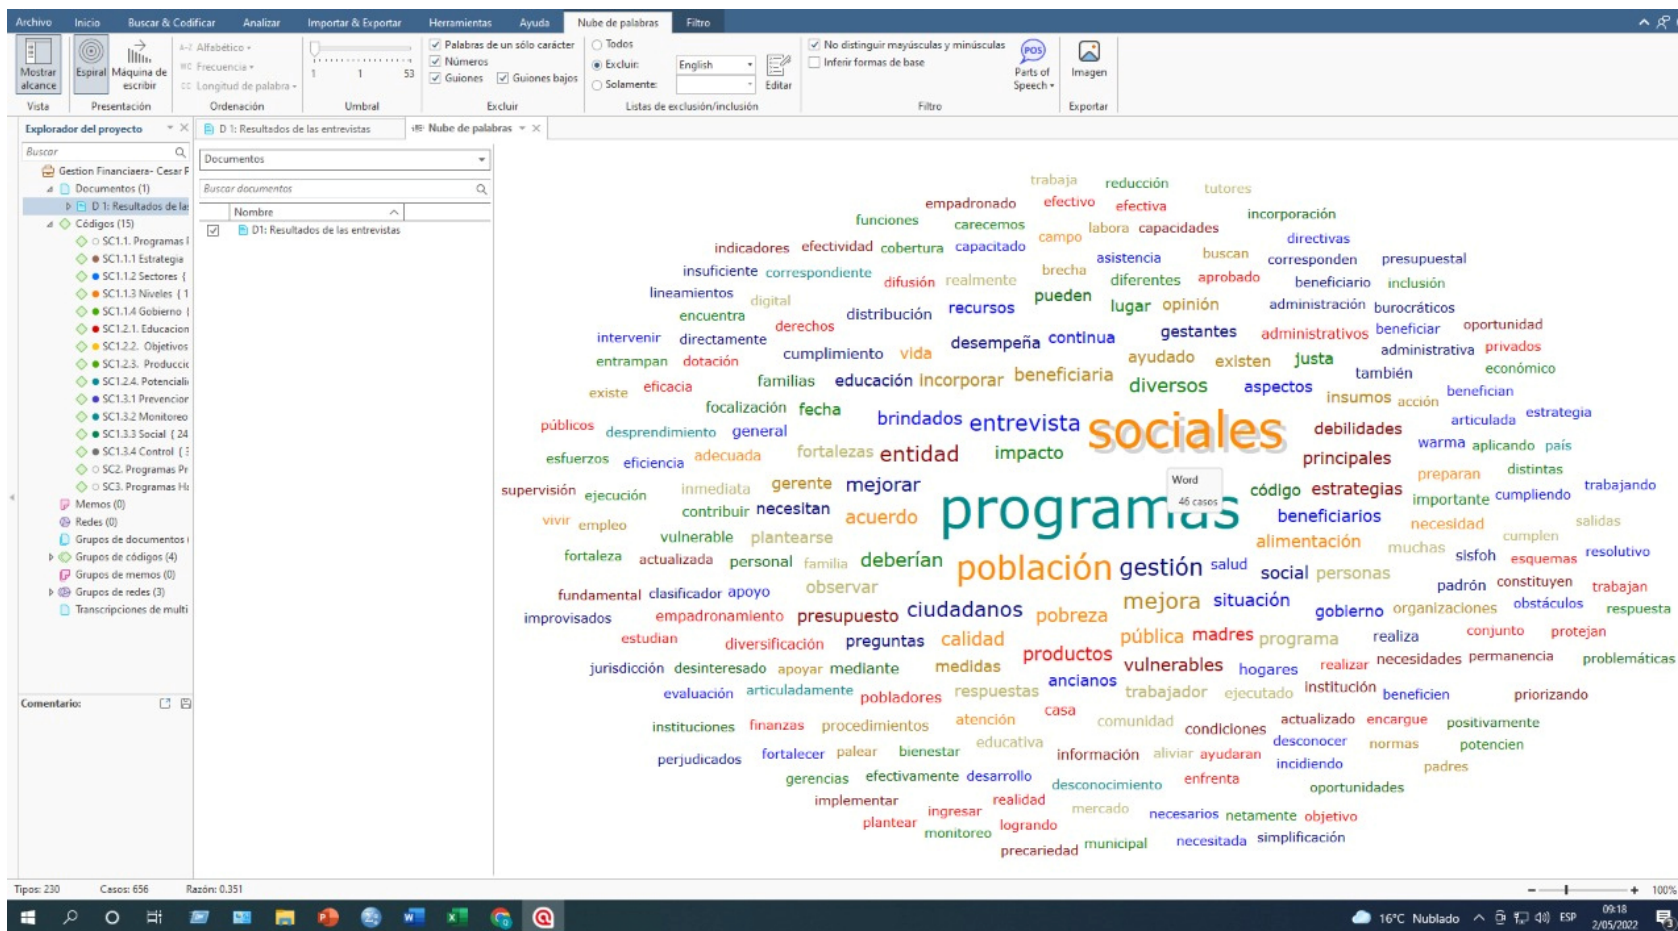 Archivo Inicio Buscar & Codificar Analizar Importar & Exportar Herramientas Ayuda Nube de palabras Filtro
Mostrar alcance
Vista
Espiral
Máquina de escribir
Presentación
A-Z Alfabético
WC Frecuencia
CC Longitud de palabra
Ordenación
1 1 53
Umbral
Palabras de un sólo carácter
Números
Guiones Guiones bajos
Excluir
Todos
Excluir: English
Solamente:
Editar
Listas de exclusión/inclusión
No distinguir mayúsculas y minúsculas
Inferir formas de base
POS
Parts of Speech
Filtro
Imagen
Exportar
Explorador del proyecto
Buscar
Gestion Financiaera- Cesar F
Documentos (1)
D 1: Resultados de las
Códigos (15)
SC1.1. Programas
SC1.1.1 Estrategia
SC1.1.2 Sectores {
SC1.1.3 Niveles { 1
SC1.1.4 Gobierno
SC1.2.1. Educacion
SC1.2.2. Objetivos
SC1.2.3. Produccio
SC1.2.4. Potenciali
SC1.3.1 Prevencior
SC1.3.2 Monitoreo
SC1.3.3 Social { 24
SC1.3.4 Control { 3
SC2. Programas Pr
SC3. Programas Ha
Memos (0)
Redes (0)
Grupos de documentos
Grupos de códigos (4)
Grupos de memos (0)
Grupos de redes (3)
Transcripciones de multi
Comentario:
D 1: Resultados de las entrevistas Nube de palabras
Documentos
Buscar documentos
Nombre
D1: Resultados de las entrevistas
trabaja reducción tutores
empadronado efectivo efectiva incorporación
funciones carecemos campo labora capacidades directivas
indicadores efectividad cobertura capacitado asistencia buscan corresponden presupuestal
insuficiente correspondiente difusión realmente brecha diferentes aprobado beneficiario inclusión
lineamientos digital encuentra distribución recursos pueden lugar opinión administración burocráticos
intervenir directamente derechos cumplimiento vida desempeña continua gestantes administrativos beneficiar oportunidad
entrampan dotación ayudado existen justa también administrativa privados económico
existe eficacia familias educación Incorporar beneficiaria diversos aspectos insumos acción benefician
focalización fecha brindados entrevista sociales debilidades articulada estrategia
públicos desprendimiento general warma aplicando país
esfuerzos eficiencia adecuada fortalezas entidad impacto principales preparan distintas
Word
46 casos
supervisión ejecución inmediata gerente mejorar programas código estrategias importante cumpliendo trabajando
vivir empleo contribuir necesitan acuerdo beneficiarios necesidad salidas
vulnerable plantearse alimentación muchas cumplen
fortaleza actualizada personal familia deberían población gestión salud social personas sisfoh esquemas resolutivo
fundamental clasificador apoyo observar padrón constituyen trabajan
improvisados empadronamiento presupuesto ciudadanos pobreza mejora situación gobierno organizaciones obstáculos respuesta
estudian diversificación preguntas calidad pública madres programa realiza conjunto protejan
jurisdicción desinteresado apoyar mediante medidas productos vulnerables hogares realizar necesidades permanencia problemáticas
evaluación articuladamente pobladores respuestas ancianos trabajador ejecutado institución beneficien priorizando
instituciones finanzas procedimientos atención casa comunidad condiciones actualizado encargue positivamente
perjudicados fortalecer palear bienestar educativa información aliviar ayudaran desconocer normas potencien
gerencias efectivamente desarrollo desconocimiento enfrenta incidiendo padres oportunidades
implementar ingresar realidad mercado necesarios netamente objetivo
plantear monitoreo logrando municipal necesitada simplificación
precariedad
Tipos: 230 Casos: 656 Razón: 0.351 100%
16°C Nublado ESP 09:18
2/05/2022